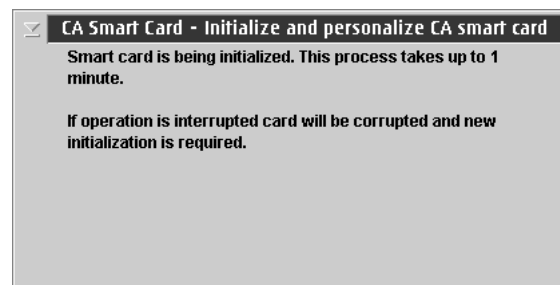 CA Smart Card - Initialize and personalize CA smart card
Smart card is being initialized. This process takes up to 1
minute.
If operation is interrupted card will be corrupted and new
initialization is required.